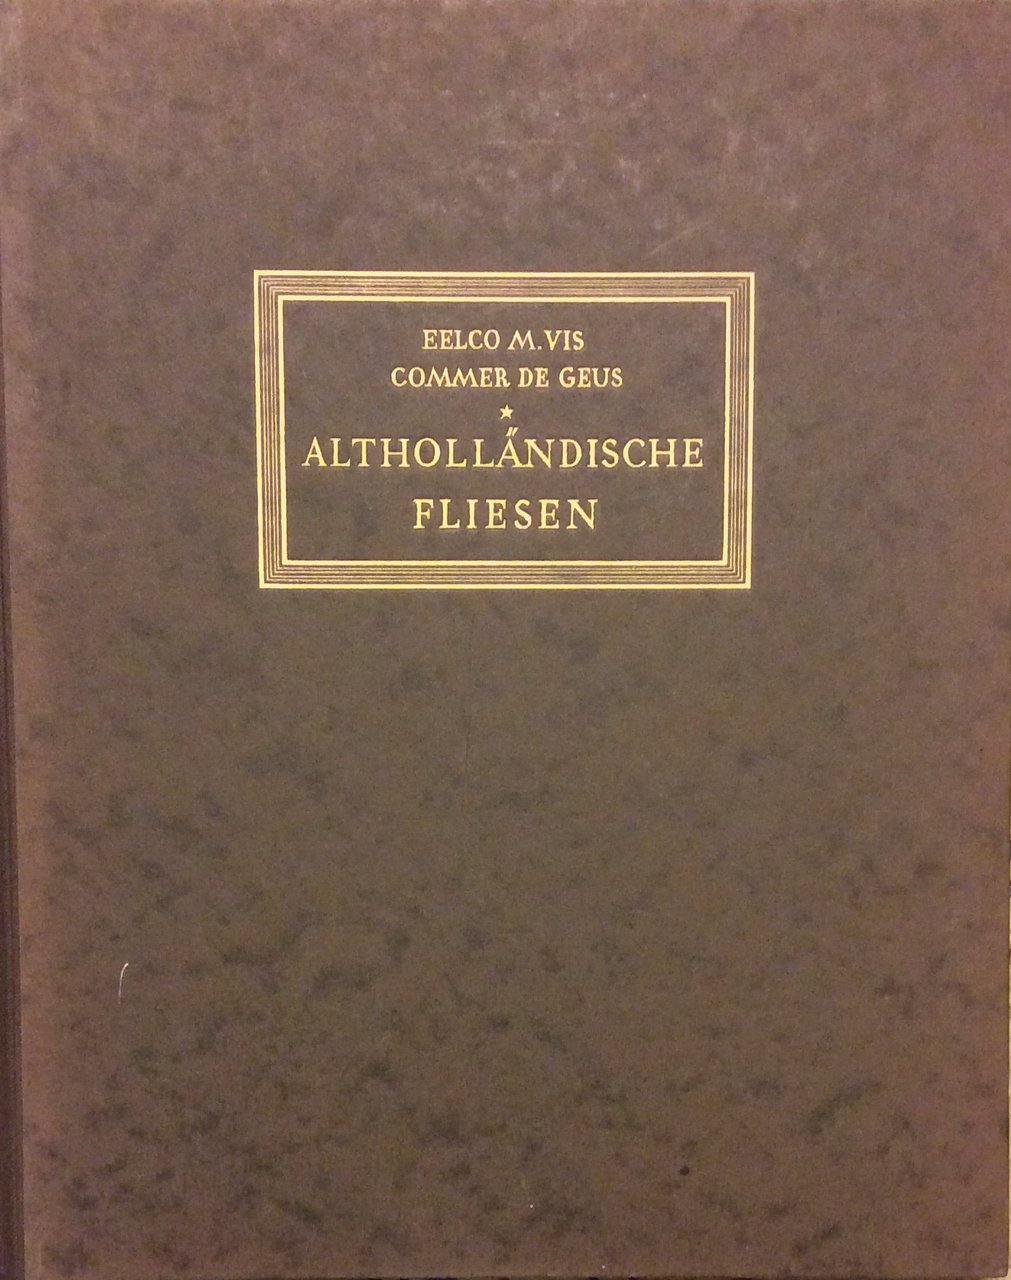 EELCO M. VIS
COMMER DE GEUS
★
ALTHOLLÄNDISCHE
FLIESEN